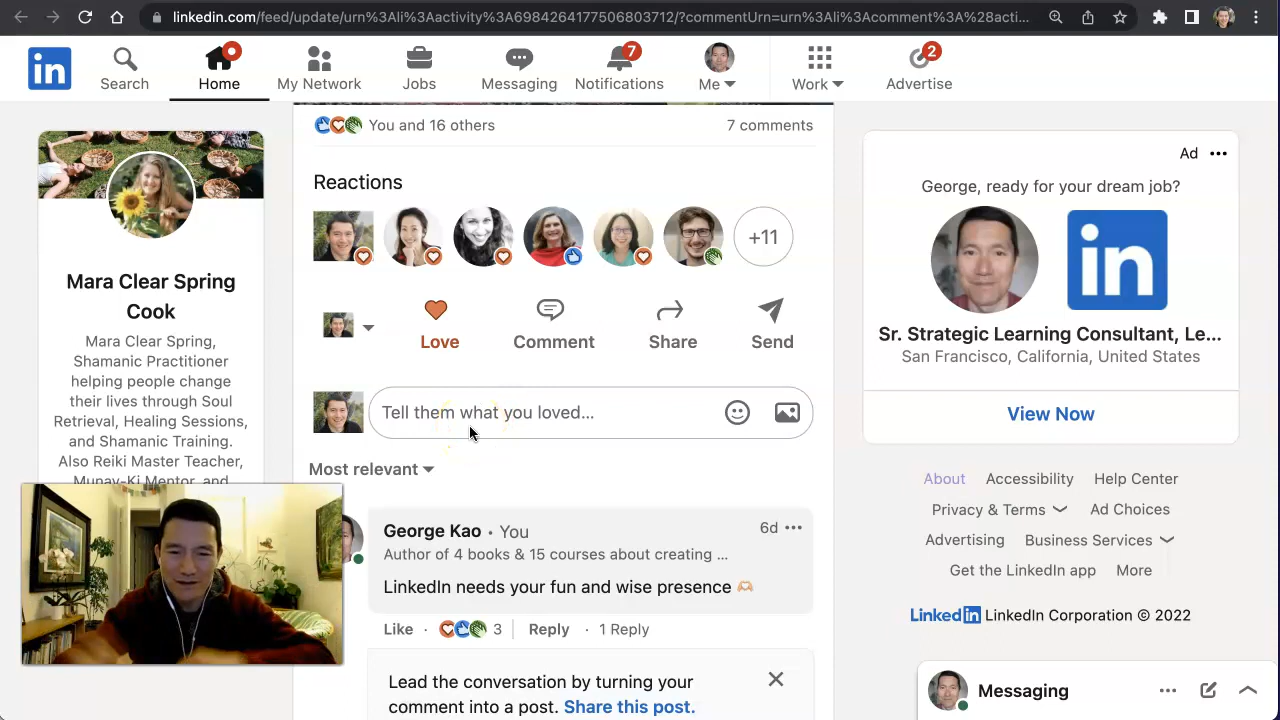 linkedin.com/feed/update/urn%3Ali%3Aactivity%3A6984264177506803712/?commentUrn=urn%3Ali%3Acomment%3A%28acti...
in
Search
Home
My Network
Jobs
Messaging
7
Notifications
Me
Work
2
Advertise
Mara Clear Spring
Cook
Mara Clear Spring,
Shamanic Practitioner
helping people change
their lives through Soul
Retrieval, Healing Sessions,
and Shamanic Training.
Also Reiki Master Teacher,
Munay-Ki Mentor, and
You and 16 others
7 comments
Reactions
+11
Love
Comment
Share
Send
Tell them what you loved...
Most relevant
George Kao • You
6d
Author of 4 books & 15 courses about creating ...
LinkedIn needs your fun and wise presence 🫶🏼
Like · 3 | Reply · 1 Reply
Lead the conversation by turning your
comment into a post. Share this post.
Ad
George, ready for your dream job?
in
Sr. Strategic Learning Consultant, Le...
San Francisco, California, United States
View Now
About Accessibility Help Center
Privacy & Terms Ad Choices
Advertising Business Services
Get the LinkedIn app More
LinkedIn LinkedIn Corporation © 2022
Messaging